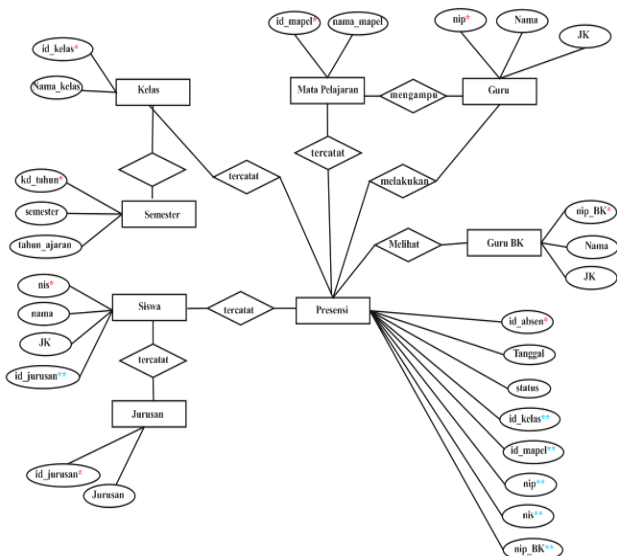 id_mapel*
nama_mapel
nip*
Nama
JK
id_kelas*
Nama_kelas
Kelas
Mata Pelajaran
mengampu
Guru
tercatat
tercatat
melakukan
kd_tahun*
semester
tahun_ajaran
Semester
nip_BK*
Nama
JK
Melihat
Guru BK
nis*
nama
JK
id_jurusan**
Siswa
tercatat
Presensi
tercatat
Jurusan
id_jurusan*
Jurusan
id_absen*
Tanggal
status
id_kelas**
id_mapel**
nip**
nis**
nip_BK**